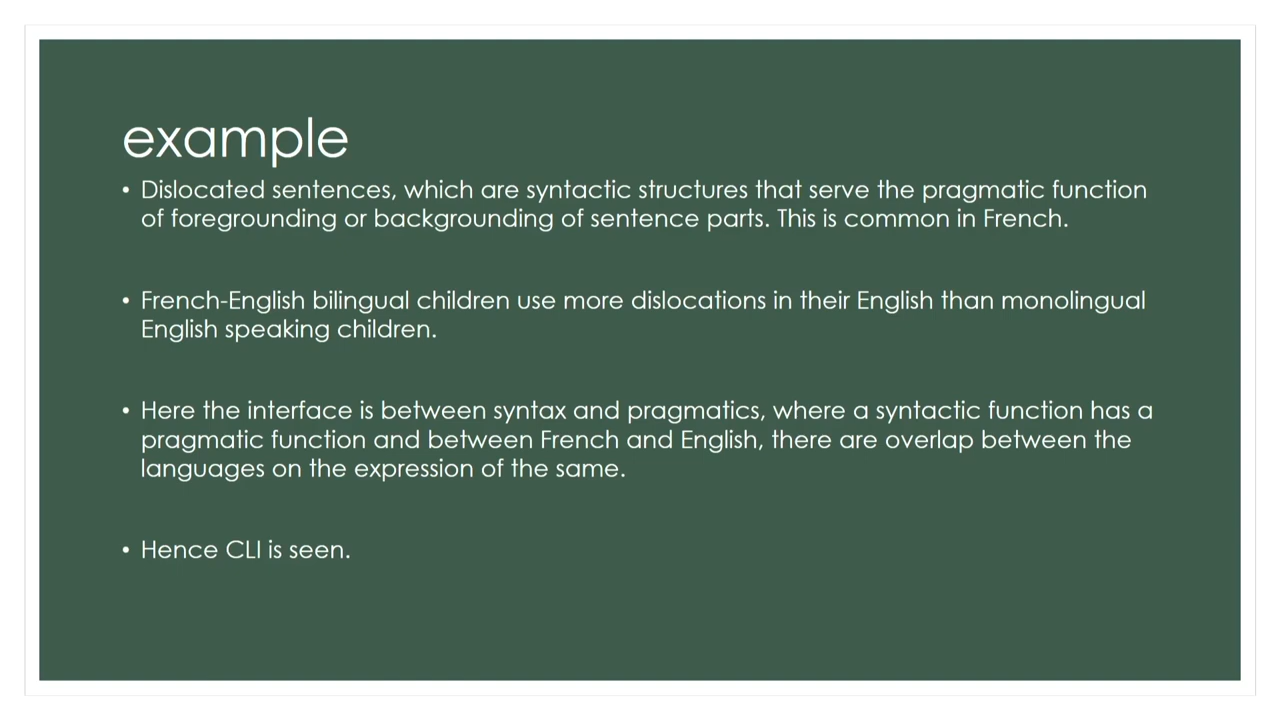 example
• Dislocated sentences, which are syntactic structures that serve the pragmatic function
of foregrounding or backgrounding of sentence parts. This is common in French.
• French-English bilingual children use more dislocations in their English than monolingual
English speaking children.
• Here the interface is between syntax and pragmatics, where a syntactic function has a
pragmatic function and between French and English, there are overlap between the
languages on the expression of the same.
• Hence CLI is seen.